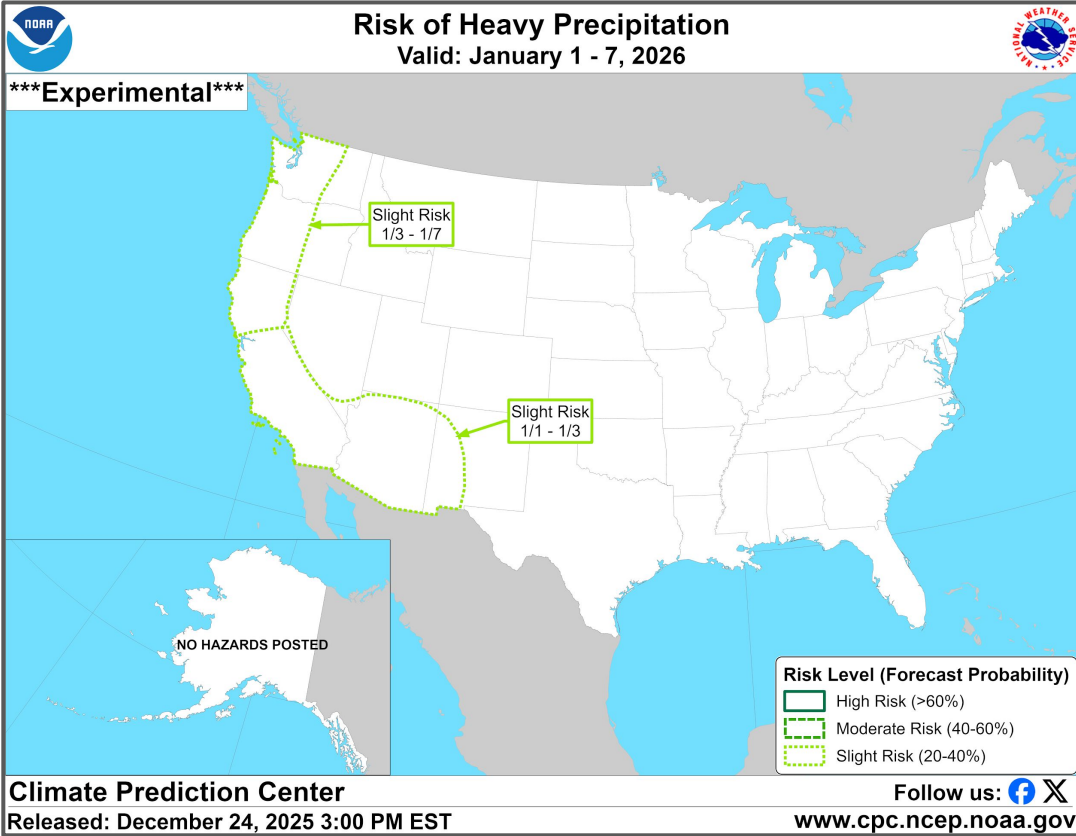 NOAA
Risk of Heavy Precipitation
Valid: January 1 - 7, 2026
NATIONAL WEATHER SERVICE
***Experimental***
Slight Risk
1/3 - 1/7
Slight Risk
1/1 - 1/3
NO HAZARDS POSTED
Risk Level (Forecast Probability)
High Risk (>60%)
Moderate Risk (40-60%)
Slight Risk (20-40%)
Climate Prediction Center
Follow us:
Released: December 24, 2025 3:00 PM EST
www.cpc.ncep.noaa.gov